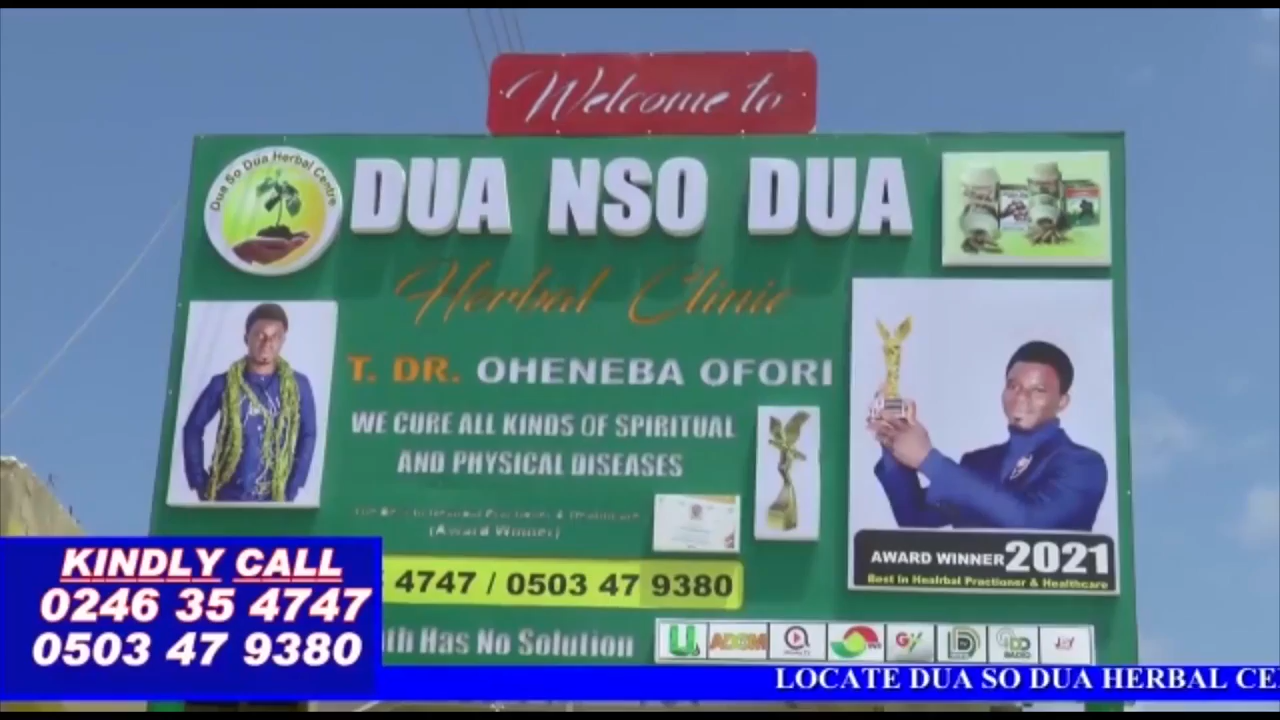 Welcome to
Dua So Dua Herbal Centre
DUA NSO DUA
Herbal Clinic
T. DR. OHENEBA OFORI
WE CURE ALL KINDS OF SPIRITUAL
AND PHYSICAL DISEASES
(Award Winner)
AWARD WINNER 2021
Best in Healrbal Practioner & Healthcare
4747 / 0503 47 9380
Has No Solution
ADOM
KINDLY CALL
0246 35 4747
0503 47 9380
LOCATE DUA SO DUA HERBAL CE